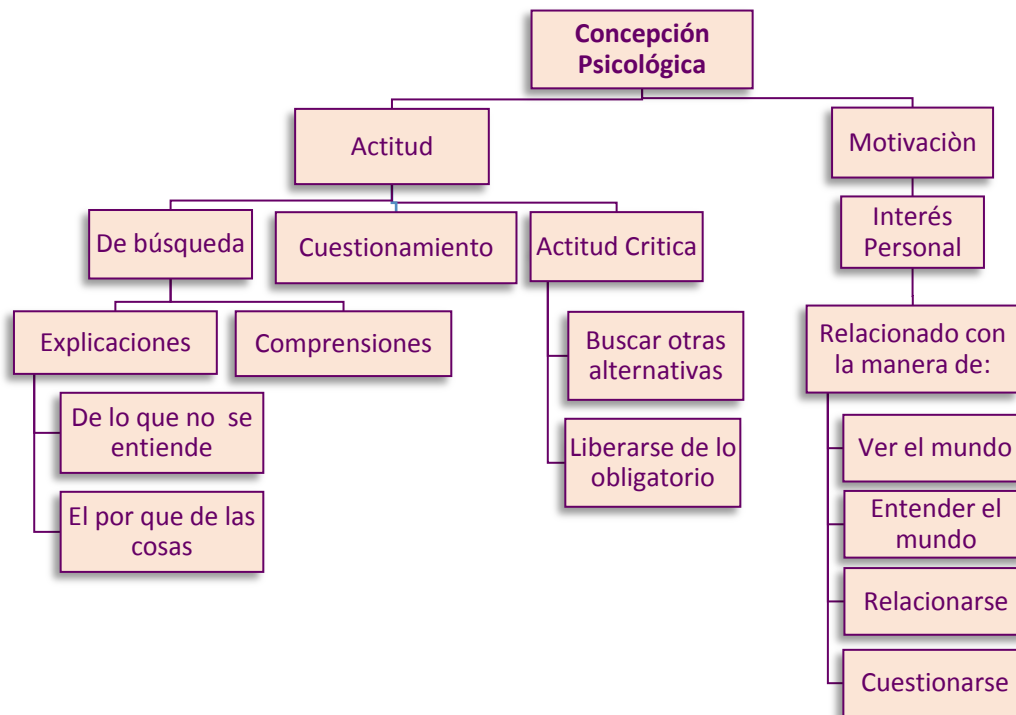 Concepción
Psicológica
Actitud
Motivaciòn
De búsqueda
Cuestionamiento
Actitud Critica
Interés
Personal
Explicaciones
Comprensiones
Buscar otras
alternativas
Relacionado con
la manera de:
De lo que no  se
entiende
Liberarse de lo
obligatorio
Ver el mundo
El por que de las
cosas
Entender el
mundo
Relacionarse
Cuestionarse